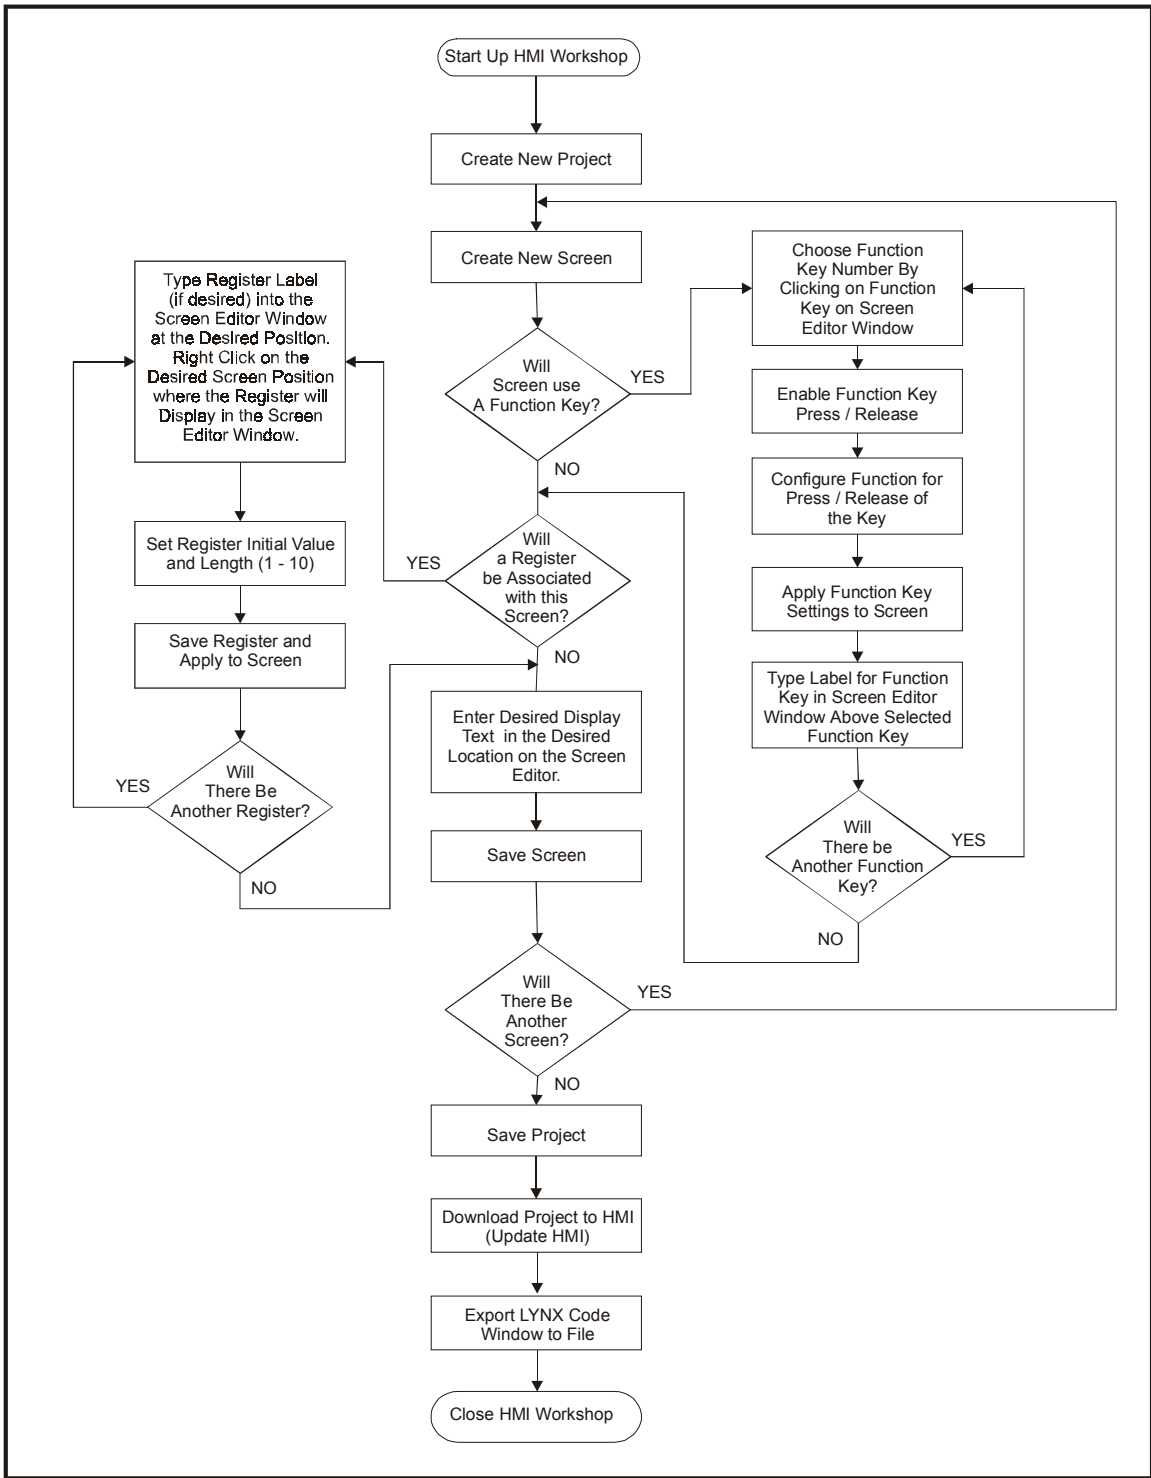 Start Up HMI Workshop
Create New Project
Create New Screen
Will
Screen use
A Function Key?
YES
NO
Choose Function
Key Number By
Clicking on Function
Key on Screen
Editor Window
Enable Function Key
Press / Release
Configure Function for
Press / Release of
the Key
Apply Function Key
Settings to Screen
Type Label for Function
Key in Screen Editor
Window Above Selected
Function Key
Will
There be
Another Function
Key?
YES
NO
Will
a Register
be Associated
with this
Screen?
YES
NO
Type Register Label
(if desired) into the
Screen Editor Window
at the Desired Position.
Right Click on the
Desired Screen Position
where the Register will
Display in the Screen
Editor Window.
Set Register Initial Value
and Length (1 - 10)
Save Register and
Apply to Screen
Will
There Be
Another Register?
YES
NO
Enter Desired Display
Text in the Desired
Location on the Screen
Editor.
Save Screen
Will
There Be
Another
Screen?
YES
NO
Save Project
Download Project to HMI
(Update HMI)
Export LYNX Code
Window to File
Close HMI Workshop